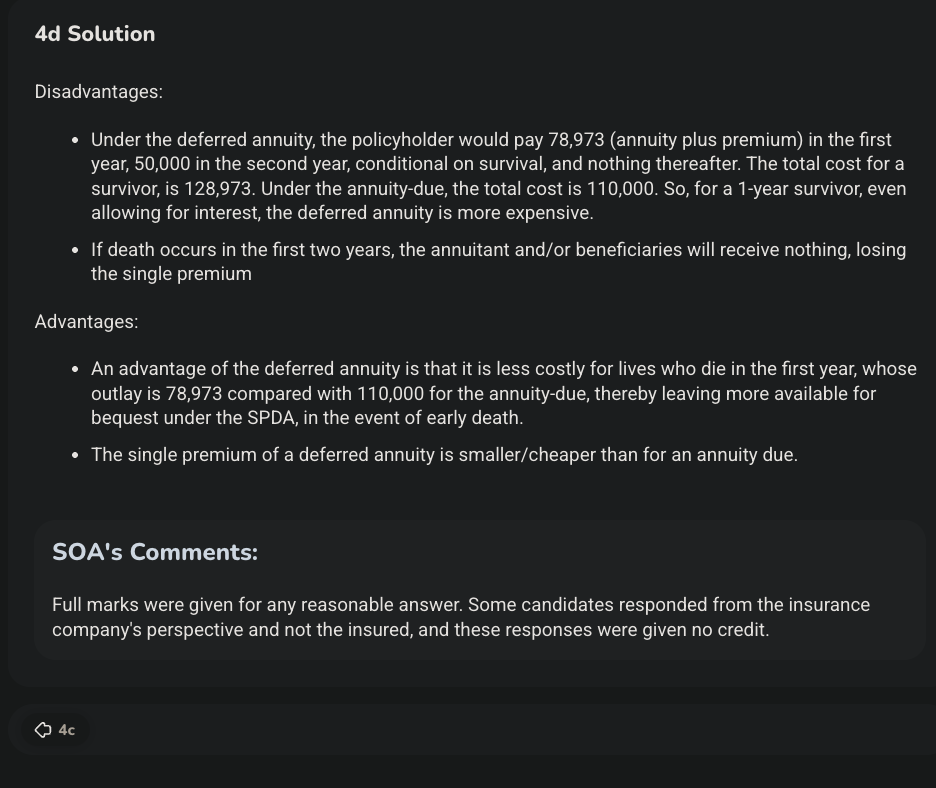 4d Solution
Disadvantages:
• Under the deferred annuity, the policyholder would pay 78,973 (annuity plus premium) in the first
year, 50,000 in the second year, conditional on survival, and nothing thereafter. The total cost for a
survivor, is 128,973. Under the annuity-due, the total cost is 110,000. So, for a 1-year survivor, even
allowing for interest, the deferred annuity is more expensive.
• If death occurs in the first two years, the annuitant and/or beneficiaries will receive nothing, losing
the single premium
Advantages:
• An advantage of the deferred annuity is that it is less costly for lives who die in the first year, whose
outlay is 78,973 compared with 110,000 for the annuity-due, thereby leaving more available for
bequest under the SPDA, in the event of early death.
• The single premium of a deferred annuity is smaller/cheaper than for an annuity due.
SOA's Comments:
Full marks were given for any reasonable answer. Some candidates responded from the insurance
company's perspective and not the insured, and these responses were given no credit.
4c